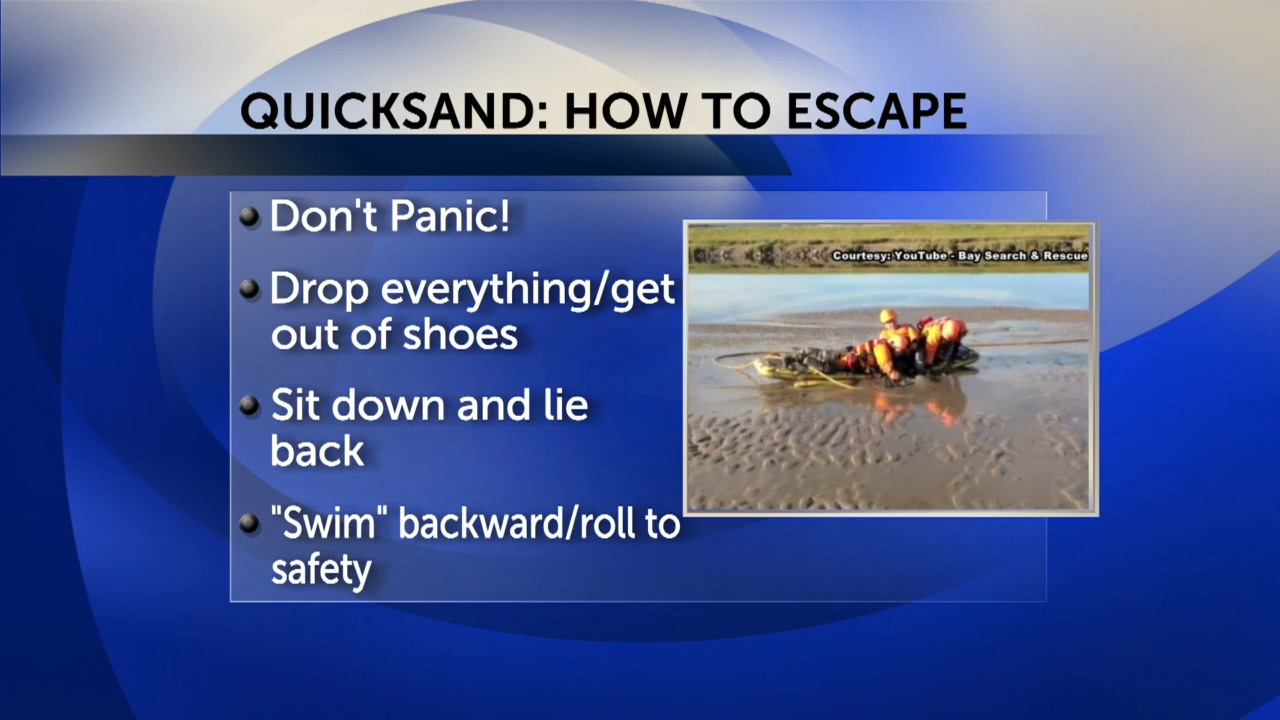 QUICKSAND: HOW TO ESCAPE
Don't Panic!
Drop everything/get
out of shoes
Sit down and lie
back
"Swim" backward/roll to
safety
Courtesy: YouTube - Bay Search & Rescue